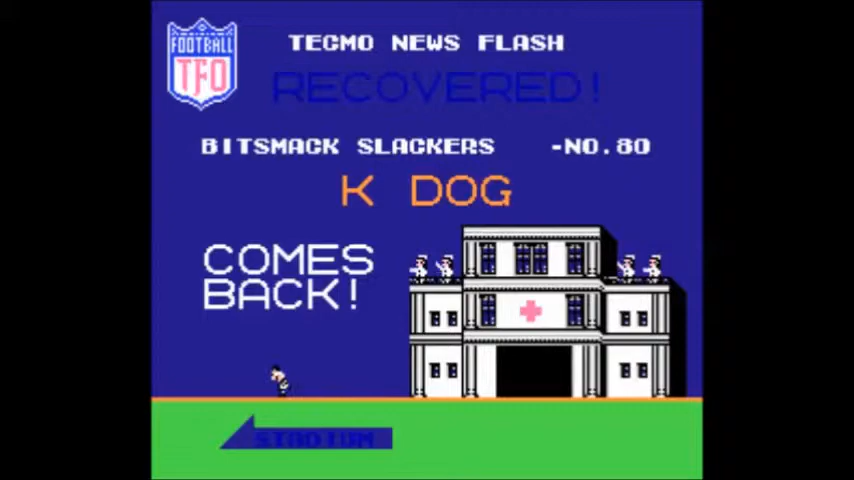 FOOTBALL
TFO
TECMO NEWS FLASH
RECOVERED!
BITSMACK SLACKERS -NO.80
K DOG
COMES
BACK!
STADIUM